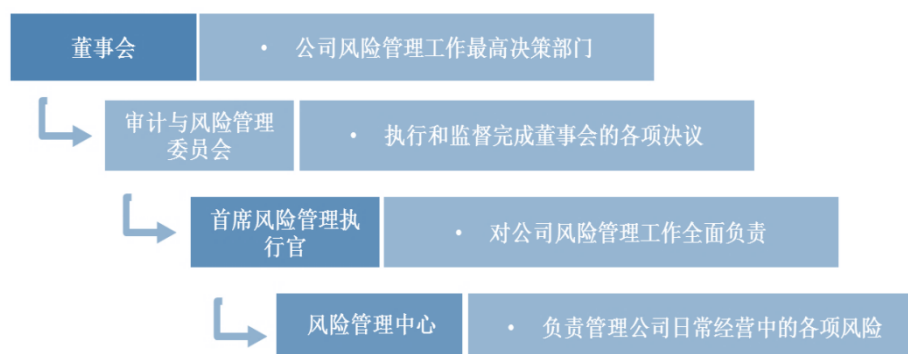 董事会
• 公司风险管理工作最高决策部门
审计与风险管理
委员会
• 执行和监督完成董事会的各项决议
首席风险管理执
行官
• 对公司风险管理工作全面负责
风险管理中心
• 负责管理公司日常经营中的各项风险